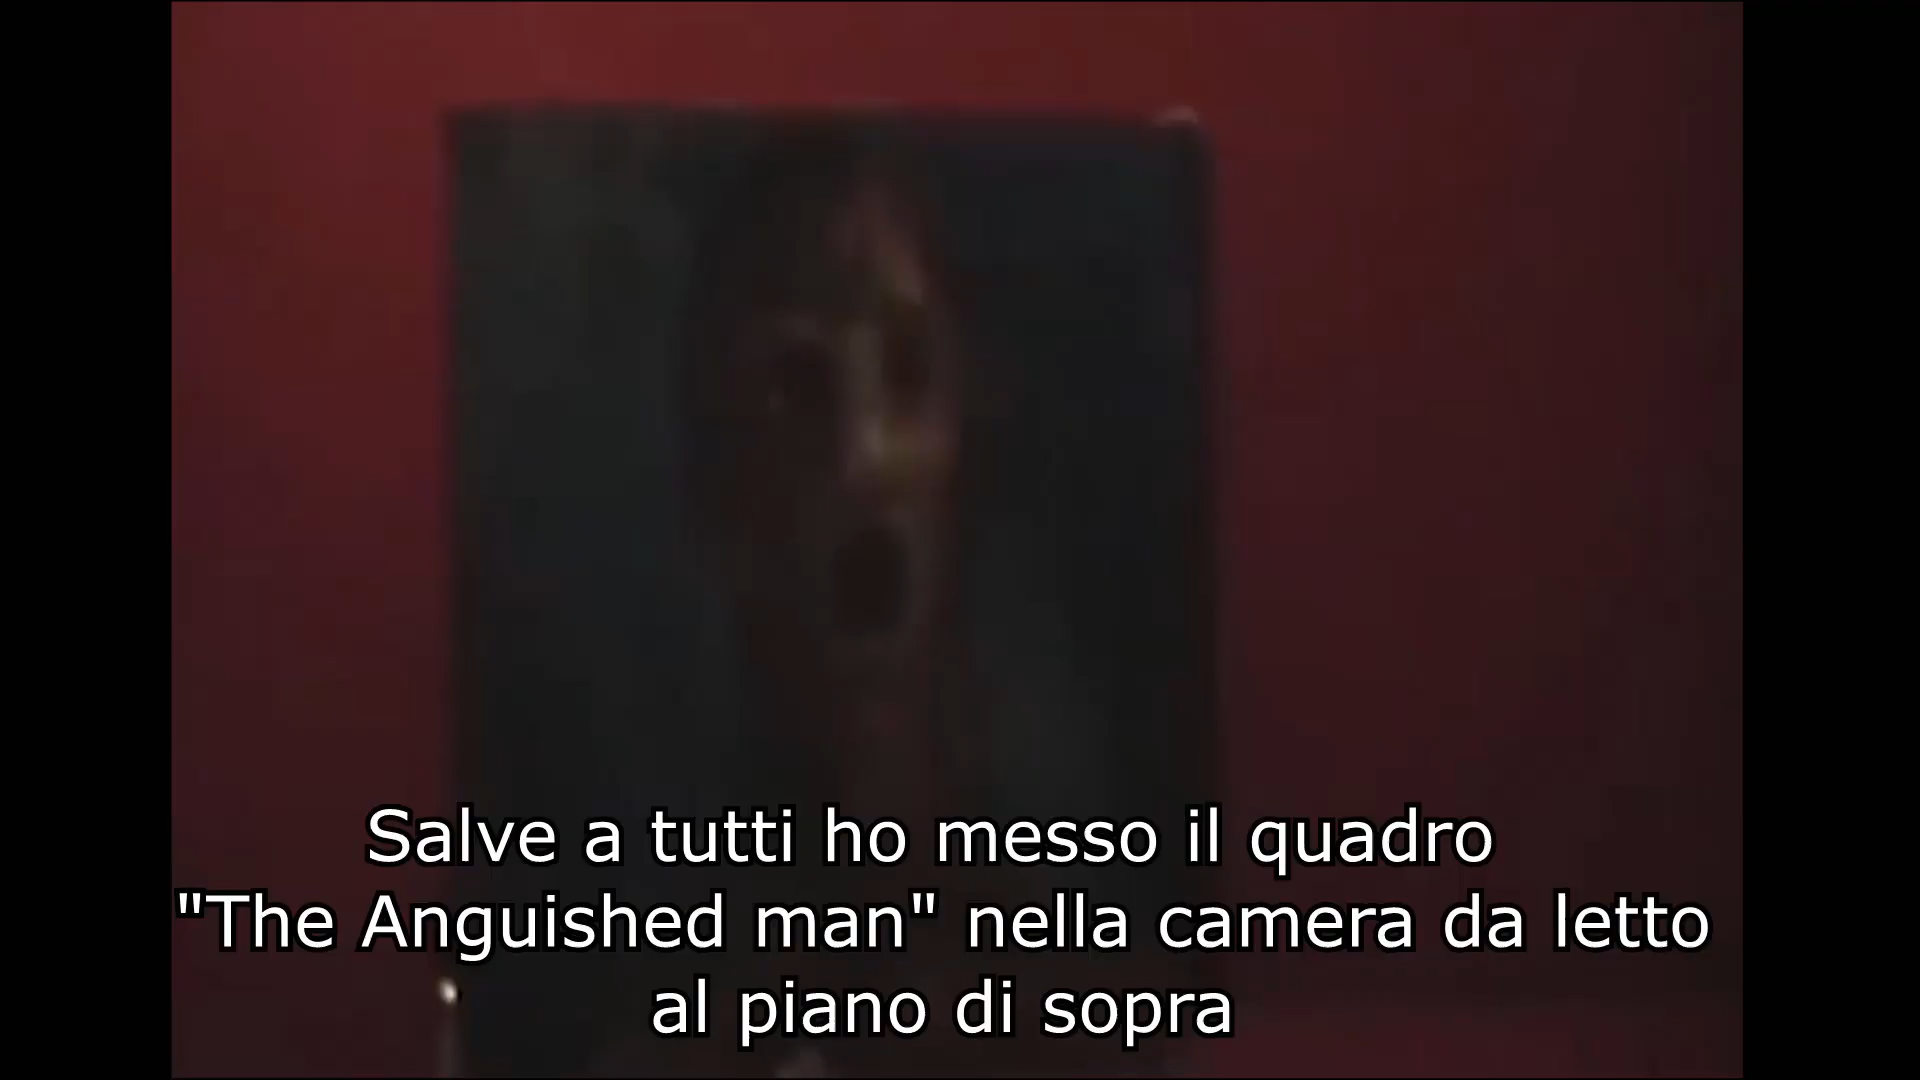 Salve a tutti ho messo il quadro
"The Anguished man" nella camera da letto
al piano di sopra